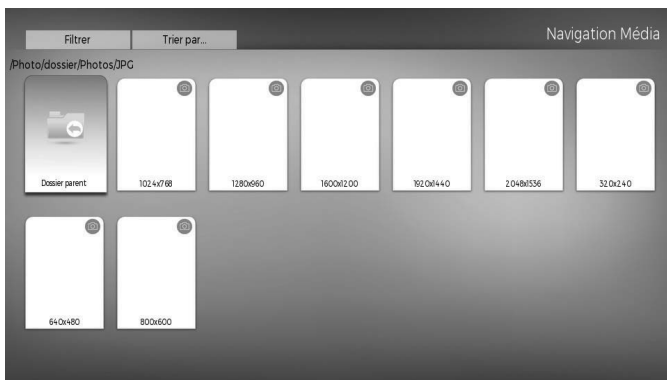 Filtrer Trier par... Navigation Média
/Photo/dossier/Photos/JPG
Dossier parent 1024x768 1280x960 1600x1200 1920x1440 2048x1536 320x240
640x480 800x600